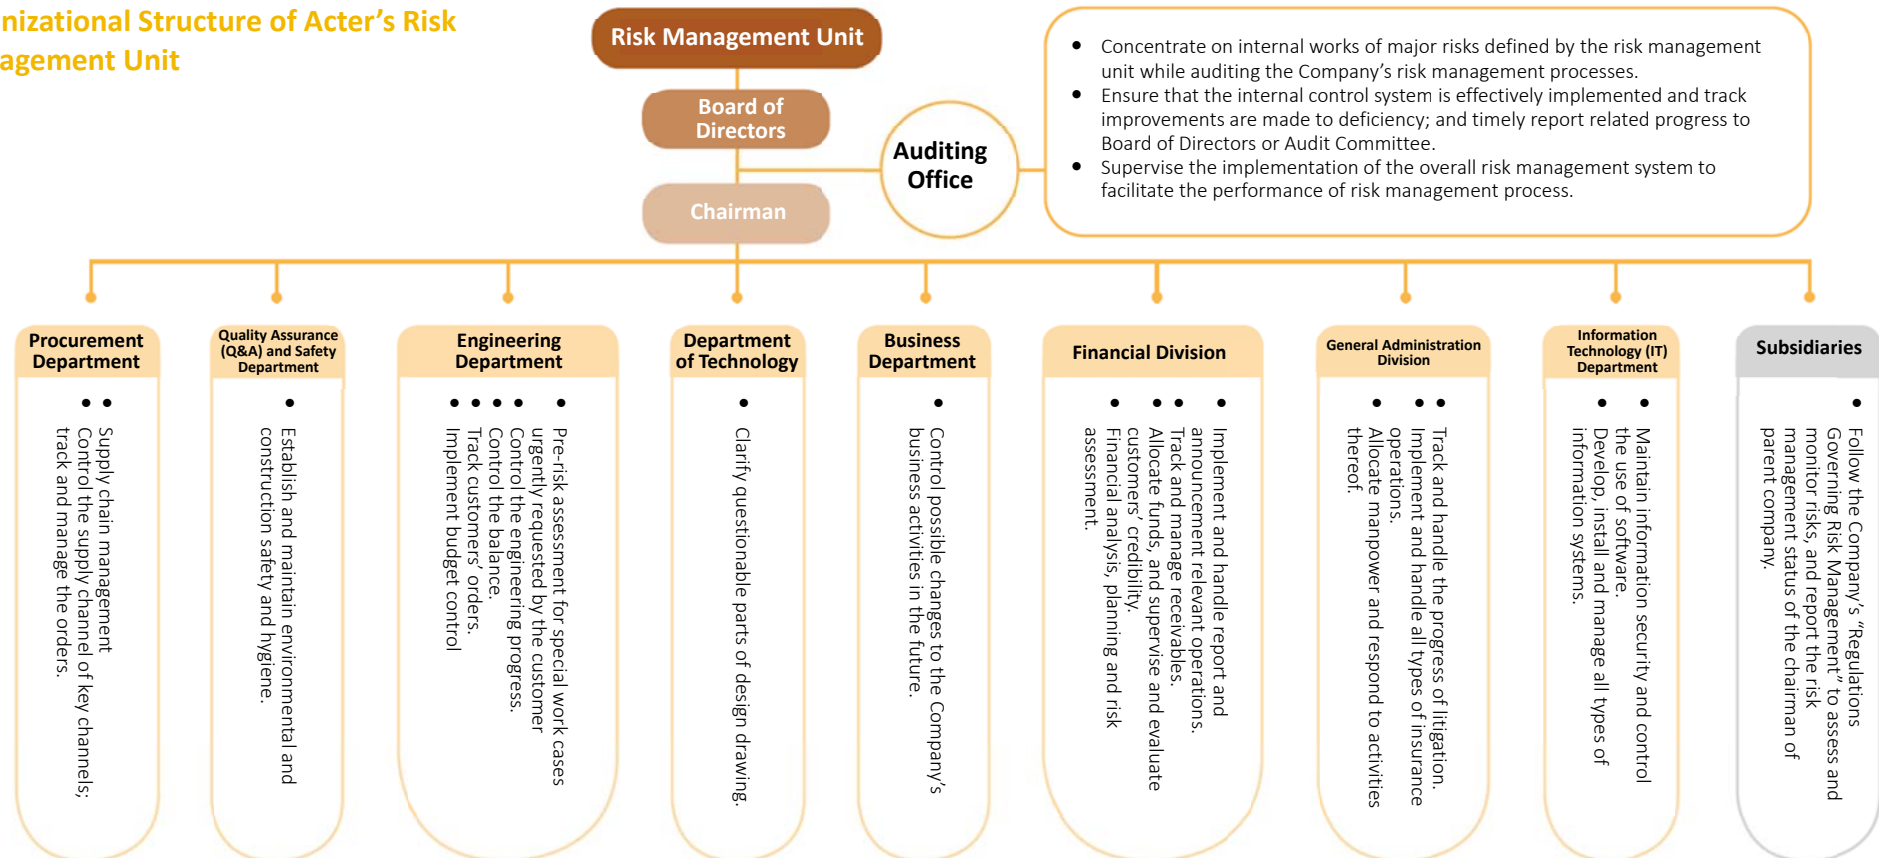 nizational Structure of Acter's Risk
agement Unit
Risk Management Unit
Board of
Directors
Chairman
Auditing
Office
• Concentrate on internal works of major risks defined by the risk management
unit while auditing the Company's risk management processes.
• Ensure that the internal control system is effectively implemented and track
improvements are made to deficiency; and timely report related progress to
Board of Directors or Audit Committee.
• Supervise the implementation of the overall risk management system to
facilitate the performance of risk management process.
Procurement
Department
• Supply chain management
• Control the supply channel of key channels;
track and manage the orders.
Quality Assurance
(Q&A) and Safety
Department
• Establish and maintain environmental and
construction safety and hygiene.
Engineering
Department
• Pre-risk assessment for special work cases
urgently requested by the customer
• Control the engineering progress.
• Control the balance.
• Track customers' orders.
• Implement budget control
Department
of Technology
• Clarify questionable parts of design drawing.
Business
Department
• Control possible changes to the Company's
business activities in the future.
Financial Division
• Implement and handle report and
announcement relevant operations.
• Track and manage receivables.
• Allocate funds, and supervise and evaluate
customers' credibility.
• Financial analysis, planning and risk
assessment.
General Administration
Division
• Track and handle the progress of litigation.
• Implement and handle all types of insurance
operations.
• Allocate manpower and respond to activities
thereof.
Information
Technology (IT)
Department
• Maintain information security and control
the use of software.
• Develop, install and manage all types of
information systems.
Subsidiaries
• Follow the Company's "Regulations
Governing Risk Management" to assess and
monitor risks, and report the risk
management status of the chairman of
parent company.